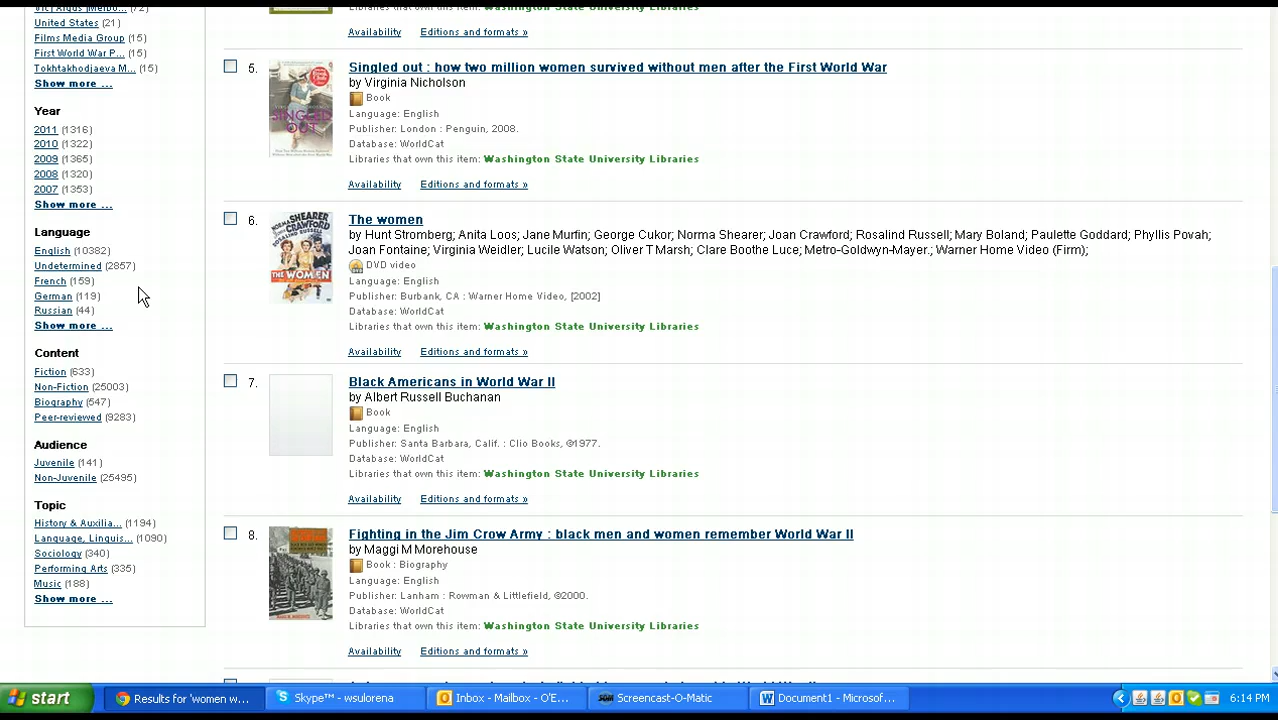 United States (21)
Films Media Group (15)
First World War P... (15)
Tokhtakhodjaeva M... (15)
Show more ...
Year
2011 (1316)
2010 (1322)
2009 (1365)
2008 (1320)
2007 (1353)
Show more ...
Language
English (10382)
Undetermined (2857)
French (159)
German (119)
Russian (44)
Show more ...
Content
Fiction (633)
Non-Fiction (25003)
Biography (547)
Peer-reviewed (9283)
Audience
Juvenile (141)
Non-Juvenile (25495)
Topic
History & Auxilia... (1194)
Language, Linguis... (1090)
Sociology (340)
Performing Arts (335)
Music (188)
Show more ...
Availability Editions and formats »
5. Singled out : how two million women survived without men after the First World War
by Virginia Nicholson
Book
Language: English
Publisher: London : Penguin, 2008.
Database: WorldCat
Libraries that own this item: Washington State University Libraries
Availability Editions and formats »
SINGLED
OUT
6. The women
by Hunt Stromberg; Anita Loos; Jane Murfin; George Cukor; Norma Shearer; Joan Crawford; Rosalind Russell; Mary Boland; Paulette Goddard; Phyllis Povah;
Joan Fontaine; Virginia Weidler; Lucile Watson; Oliver T Marsh; Clare Boothe Luce; Metro-Goldwyn-Mayer.; Warner Home Video (Firm);
DVD video
Language: English
Publisher: Burbank, CA : Warner Home Video, [2002]
Database: WorldCat
Libraries that own this item: Washington State University Libraries
Availability Editions and formats »
NORMA SHEARER
JOAN CRAWFORD
ROSALIND RUSSELL
THE WOMEN
7. Black Americans in World War II
by Albert Russell Buchanan
Book
Language: English
Publisher: Santa Barbara, Calif. : Clio Books, ©1977.
Database: WorldCat
Libraries that own this item: Washington State University Libraries
Availability Editions and formats »
8. Fighting in the Jim Crow Army : black men and women remember World War II
by Maggi M Morehouse
Book : Biography
Language: English
Publisher: Lanham : Rowman & Littlefield, ©2000.
Database: WorldCat
Libraries that own this item: Washington State University Libraries
Availability Editions and formats »
start Results for 'women w... Skype™ - wsulorena Inbox - Mailbox - O'E... Screencast-O-Matic Document1 - Microsof... 6:14 PM